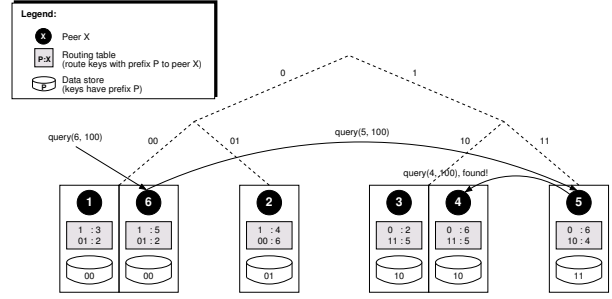 Legend:
X Peer X
P:X Routing table
(route keys with prefix P to peer X)
P Data store
(keys have prefix P)
0 1
query(6, 100) 00 01 query(5, 100) 10 11
query(4, 100), found!
1 6 2 3 4 5
1 : 3 1 : 5 1 : 4 0 : 2 0 : 6 0 : 6
01 : 2 01 : 2 00 : 6 11 : 5 11 : 5 10 : 4
00 00 01 10 10 11